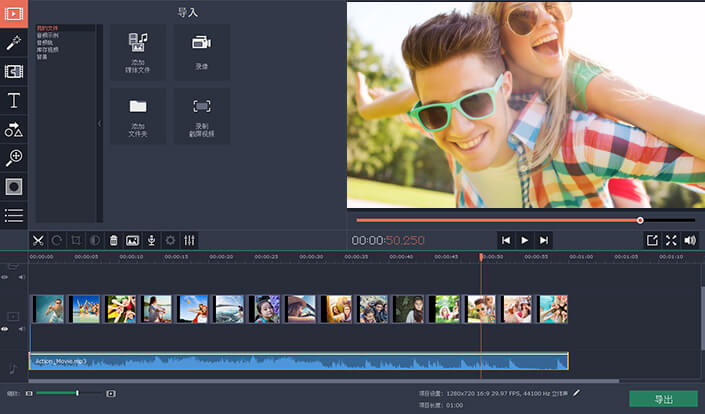 导入
我的文件
音频示例
音频轨
库存视频
背景
添加
媒体文件
录像
添加
文件夹
录制
截屏视频
T
00:00:50.250
00:00:00
00:00:05
00:00:10
00:00:15
00:00:20
00:00:25
00:00:30
00:00:35
00:00:40
00:00:45
00:00:50
00:00:55
00:01:00
00:01:05
00:01:10
Action_Movie.mp3
缩放:
项目设置: 1280x720 16:9 29.97 FPS, 44100 Hz 立体声
项目长度: 01:00
导出